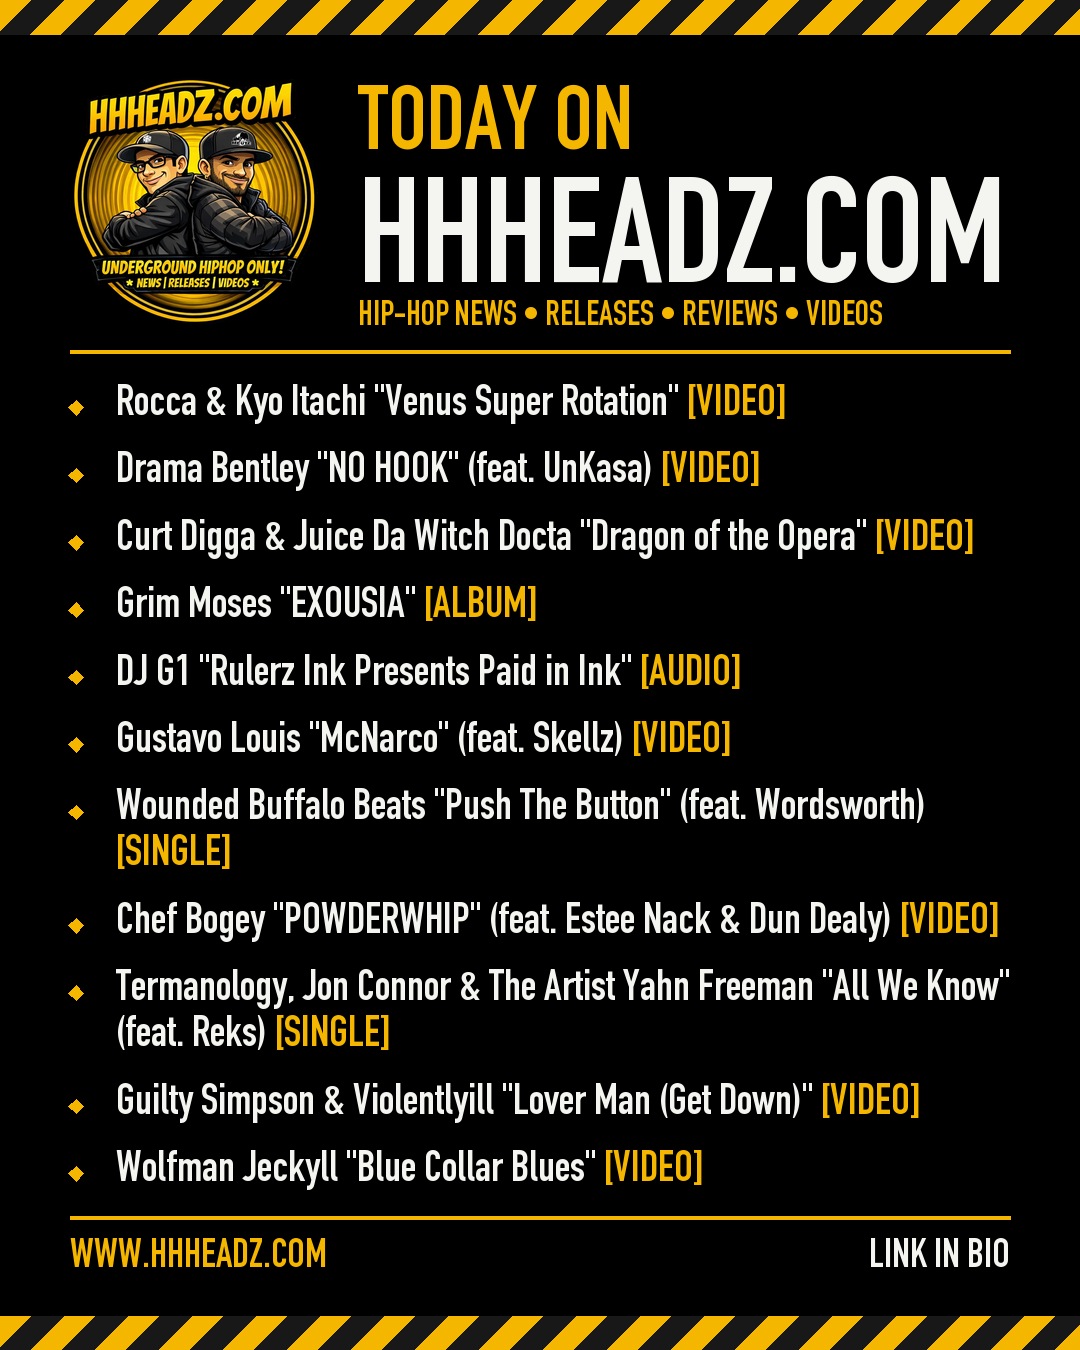 HHHEADZ.COM
UNDERGROUND HIPHOP ONLY!
★ NEWS | RELEASES | VIDEOS ★
TODAY ON
HHHEADZ.COM
HIP-HOP NEWS • RELEASES • REVIEWS • VIDEOS
Rocca & Kyo Itachi "Venus Super Rotation" [VIDEO]
Drama Bentley "NO HOOK" (feat. UnKasa) [VIDEO]
Curt Digga & Juice Da Witch Docta "Dragon of the Opera" [VIDEO]
Grim Moses "EXOUSIA" [ALBUM]
DJ G1 "Rulerz Ink Presents Paid in Ink" [AUDIO]
Gustavo Louis "McNarco" (feat. Skellz) [VIDEO]
Wounded Buffalo Beats "Push The Button" (feat. Wordsworth)
[SINGLE]
Chef Bogey "POWDERWHIP" (feat. Estee Nack & Dun Dealy) [VIDEO]
Termanology, Jon Connor & The Artist Yahn Freeman "All We Know"
(feat. Reks) [SINGLE]
Guilty Simpson & Violentlyill "Lover Man (Get Down)" [VIDEO]
Wolfman Jeckyll "Blue Collar Blues" [VIDEO]
WWW.HHHEADZ.COM
LINK IN BIO